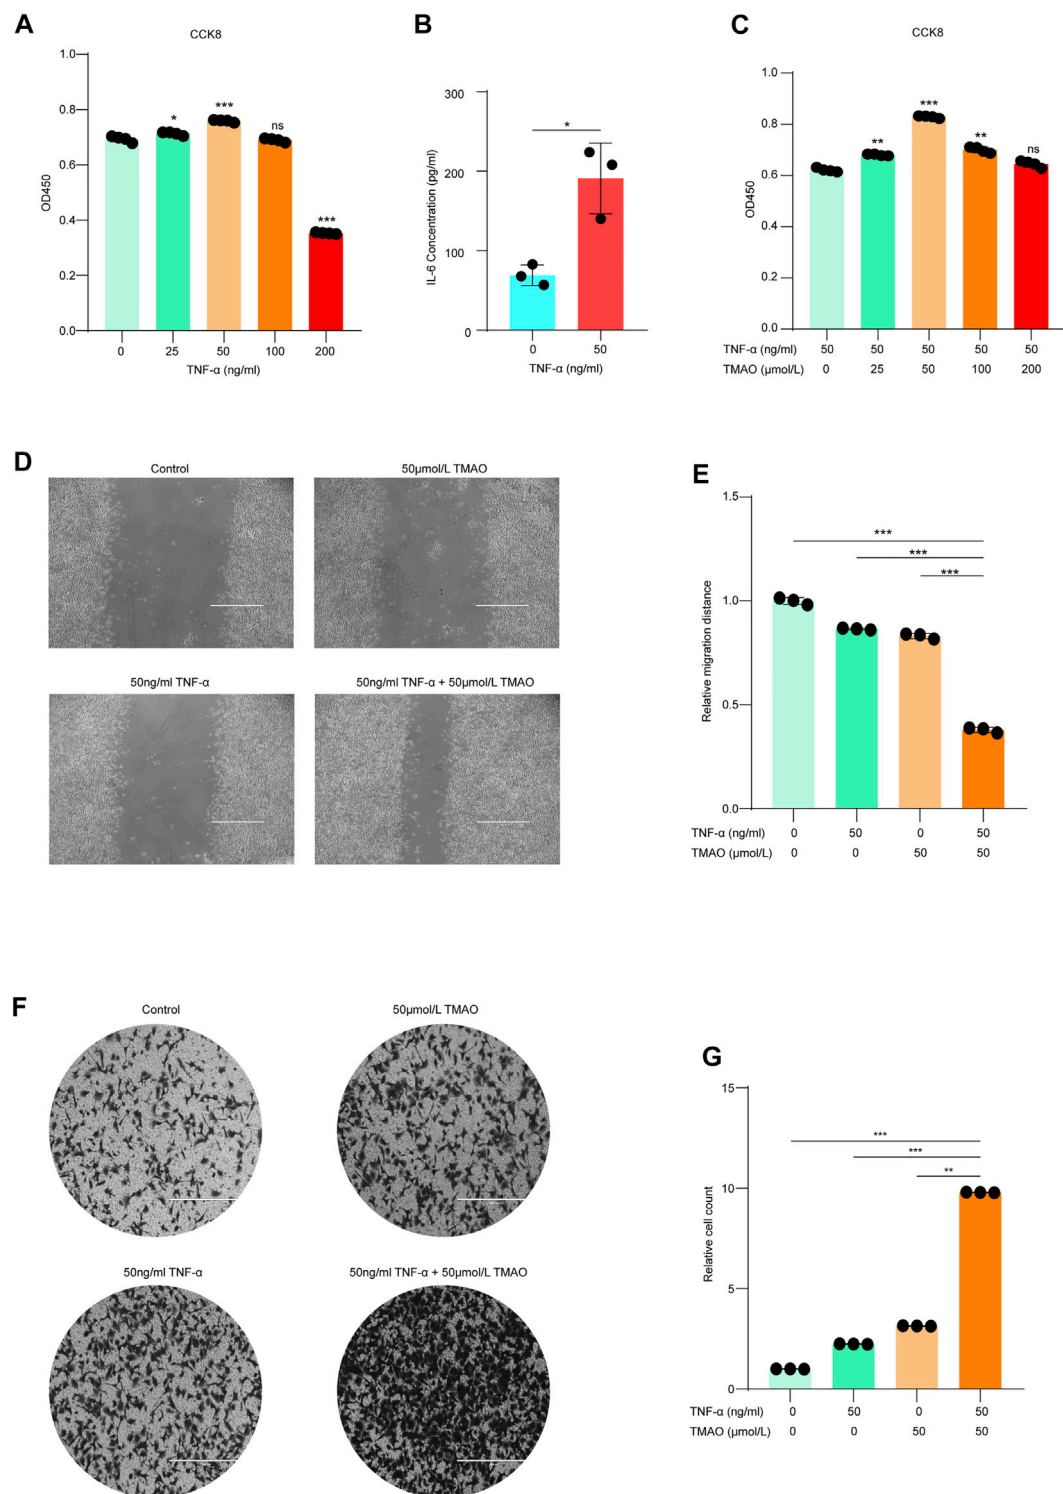 A
CCK8
1.0
0.8
0.6
0.4
0.2
0.0
OD450
*
***
ns
***
0 25 50 100 200
TNF-α (ng/ml)
B
300
200
100
0
IL-6 Concentration (pg/ml)
*
0 50
TNF-α (ng/ml)
C
CCK8
1.0
0.8
0.6
0.4
0.2
0.0
OD450
**
***
**
ns
TNF-α (ng/ml) 50 50 50 50 50
TMAO (μmol/L) 0 25 50 100 200
D
Control
50μmol/L TMAO
50ng/ml TNF-α
50ng/ml TNF-α + 50μmol/L TMAO
E
1.5
1.0
0.5
0.0
Relative migration distance
***
***
***
TNF-α (ng/ml) 0 50 0 50
TMAO (μmol/L) 0 0 50 50
F
Control
50μmol/L TMAO
50ng/ml TNF-α
50ng/ml TNF-α + 50μmol/L TMAO
G
15
10
5
0
Relative cell count
***
***
**
TNF-α (ng/ml) 0 50 0 50
TMAO (μmol/L) 0 0 50 50